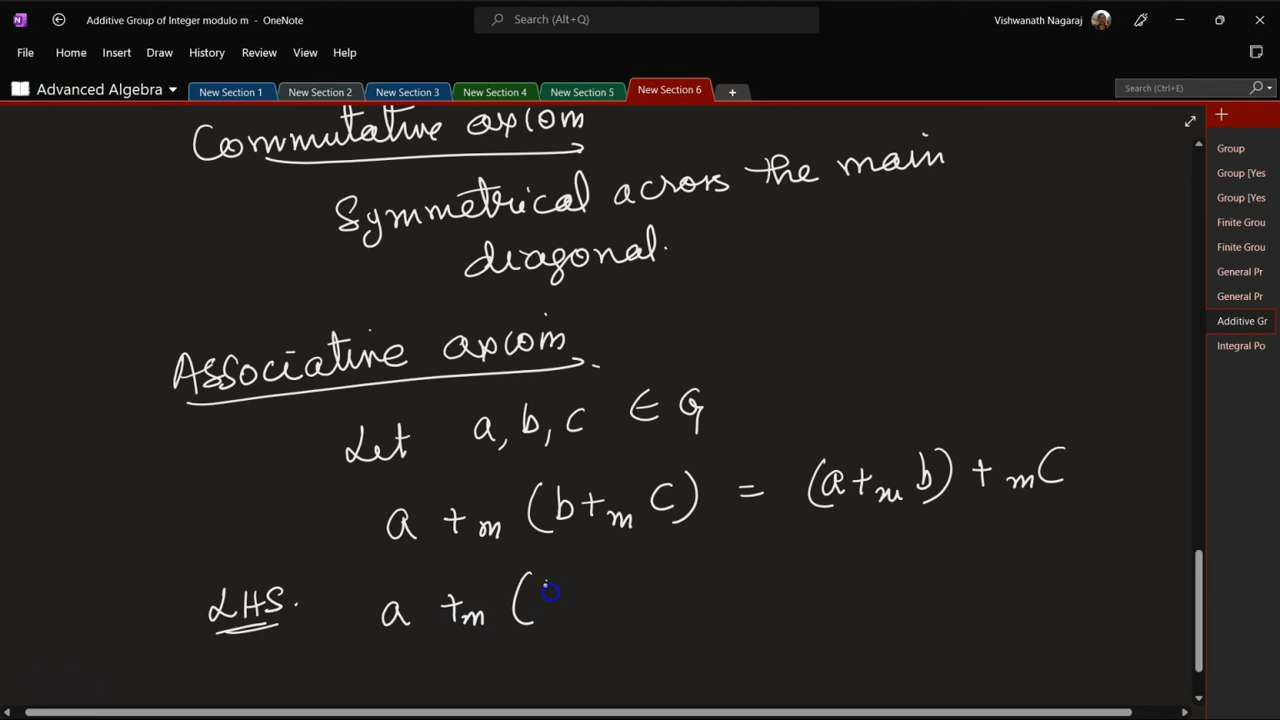 Additive Group of Integer modulo m - OneNote
Search (Alt+Q)
Vishwanath Nagaraj
File Home Insert Draw History Review View Help
Advanced Algebra
New Section 1 New Section 2 New Section 3 New Section 4 New Section 5 New Section 6
Search (Ctrl+E)
Commutative axiom
Symmetrical across the main
diagonal.
Associative axiom
Let a, b, c ∈ G
a +m (b +m c) = (a +m b) + m c
LHS. a +m (
Group
Group [Yes
Group [Yes
Finite Grou
Finite Grou
General Pr
General Pr
Additive Gr
Integral Po